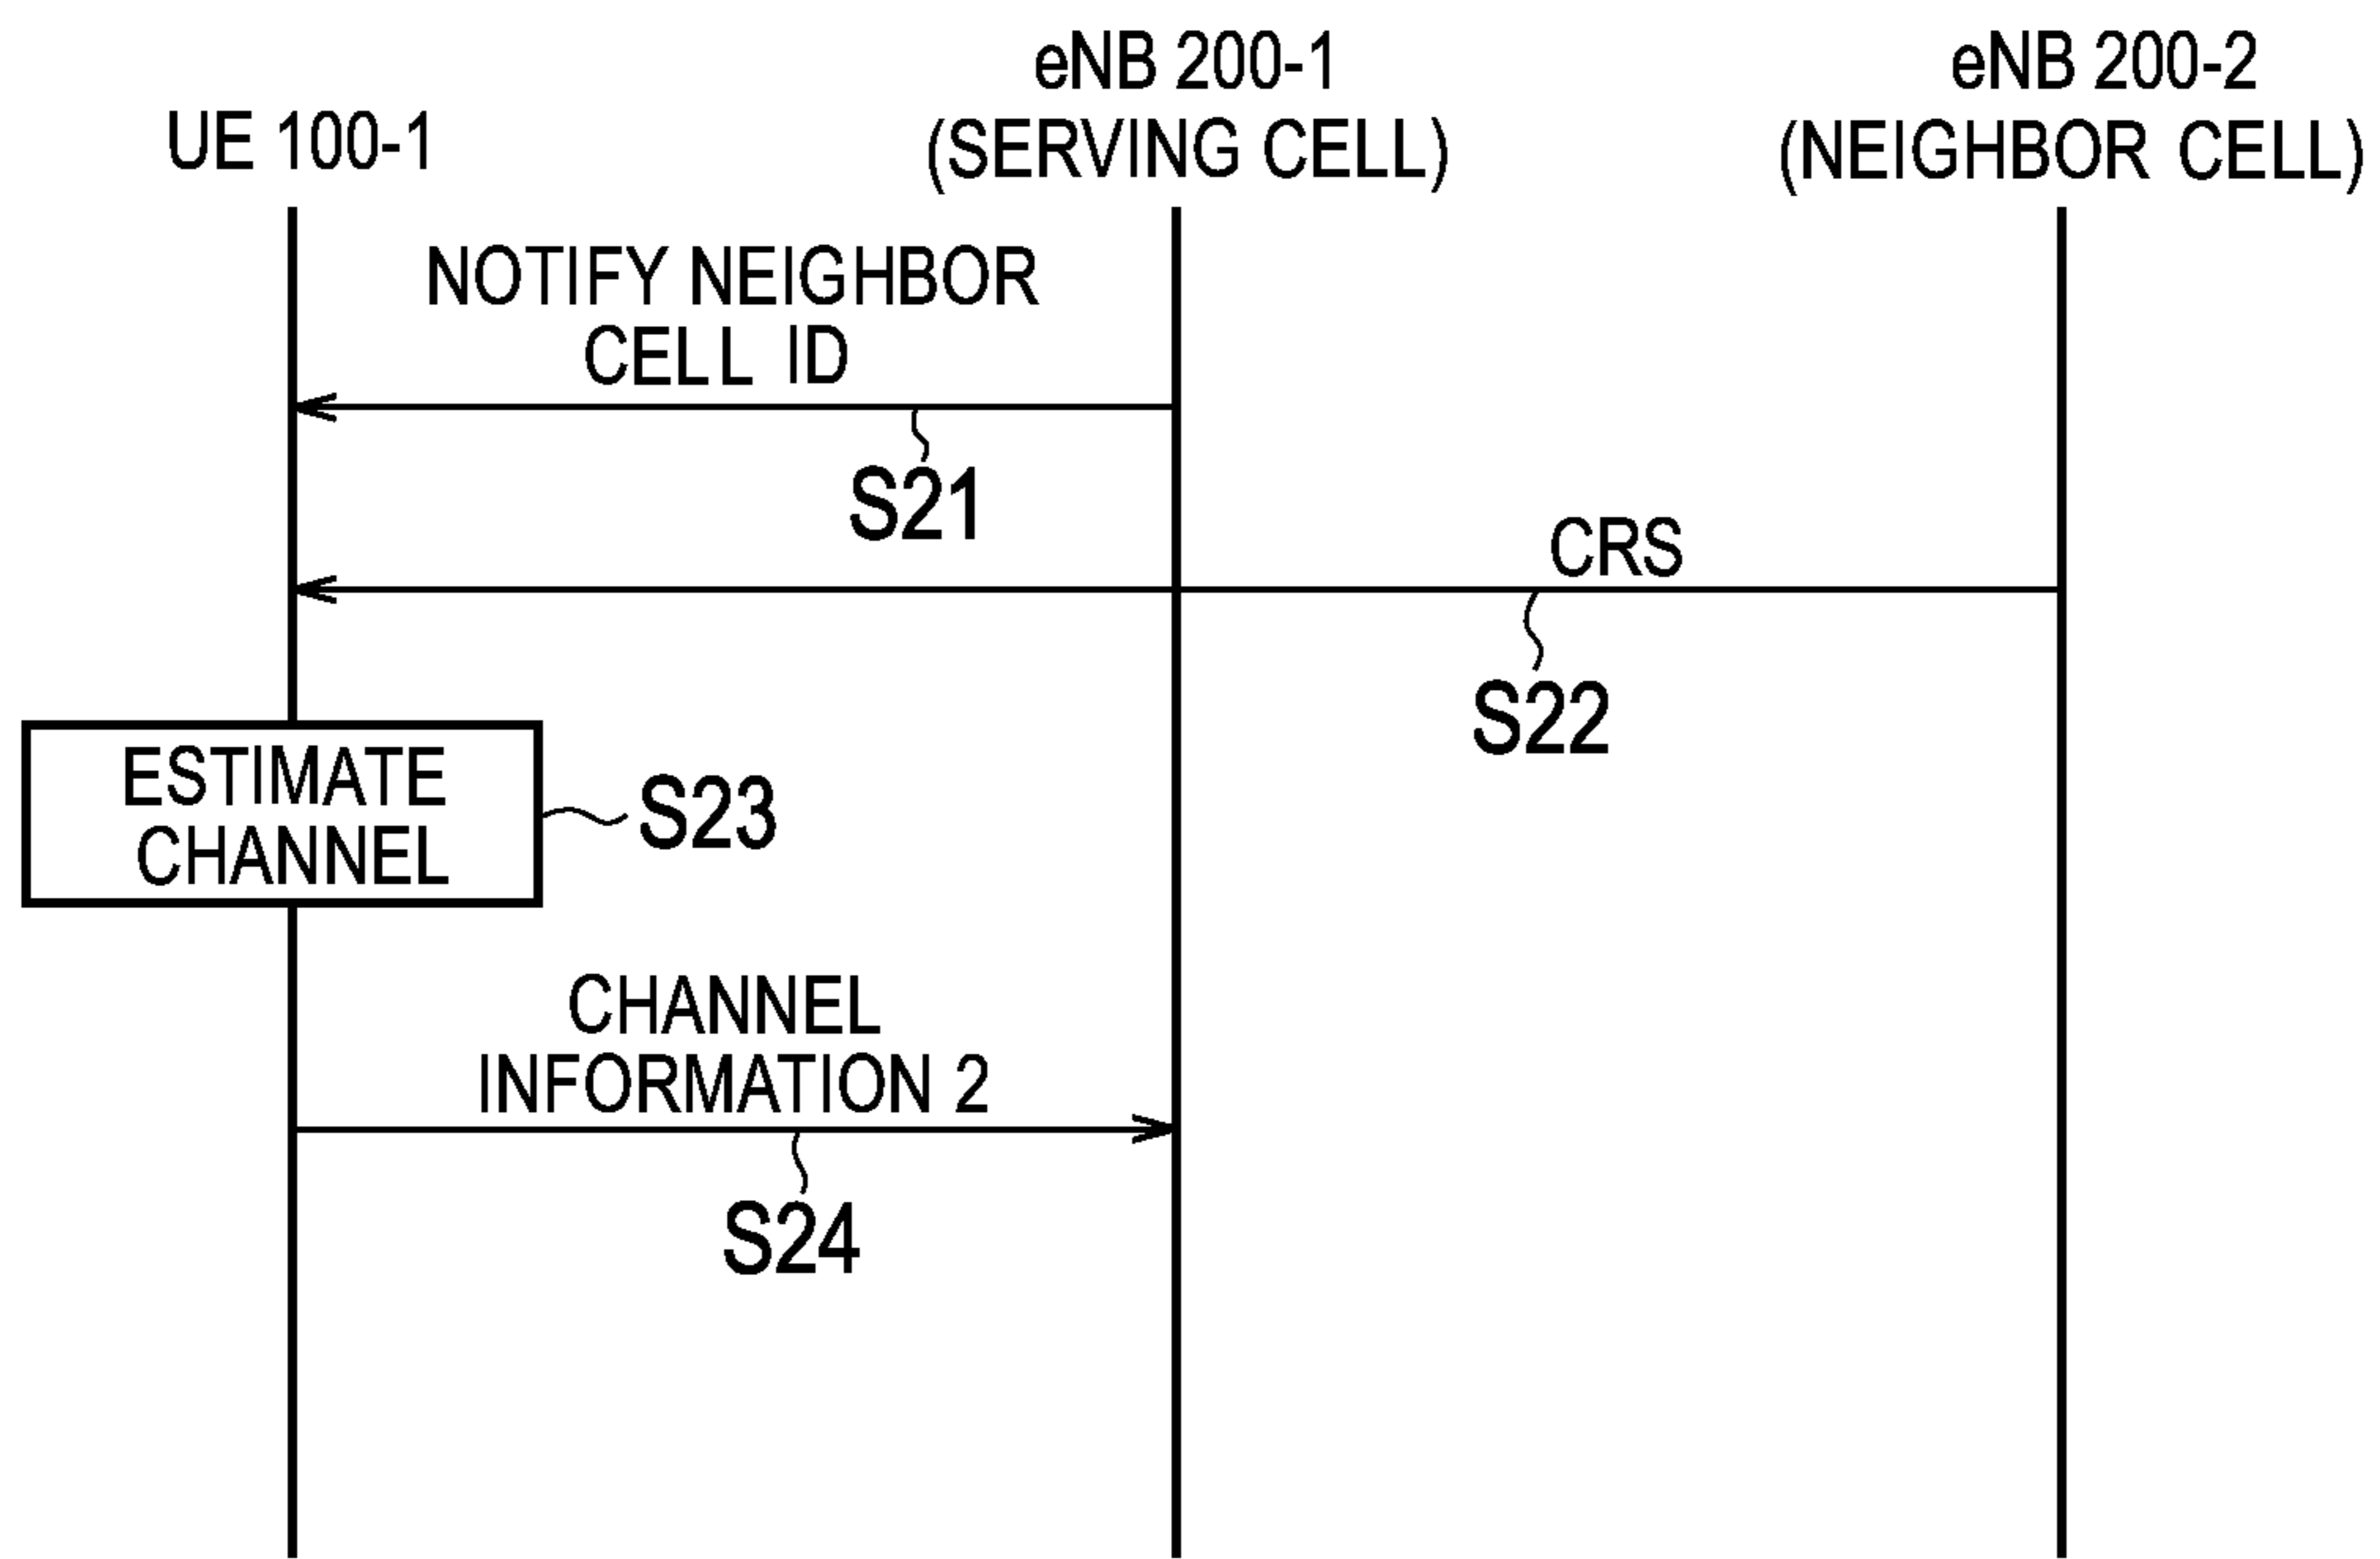 UE 100-1
eNB 200-1
(SERVING CELL)
eNB 200-2
(NEIGHBOR CELL)
NOTIFY NEIGHBOR
CELL ID
S21
CRS
S22
ESTIMATE
CHANNEL
S23
CHANNEL
INFORMATION 2
S24